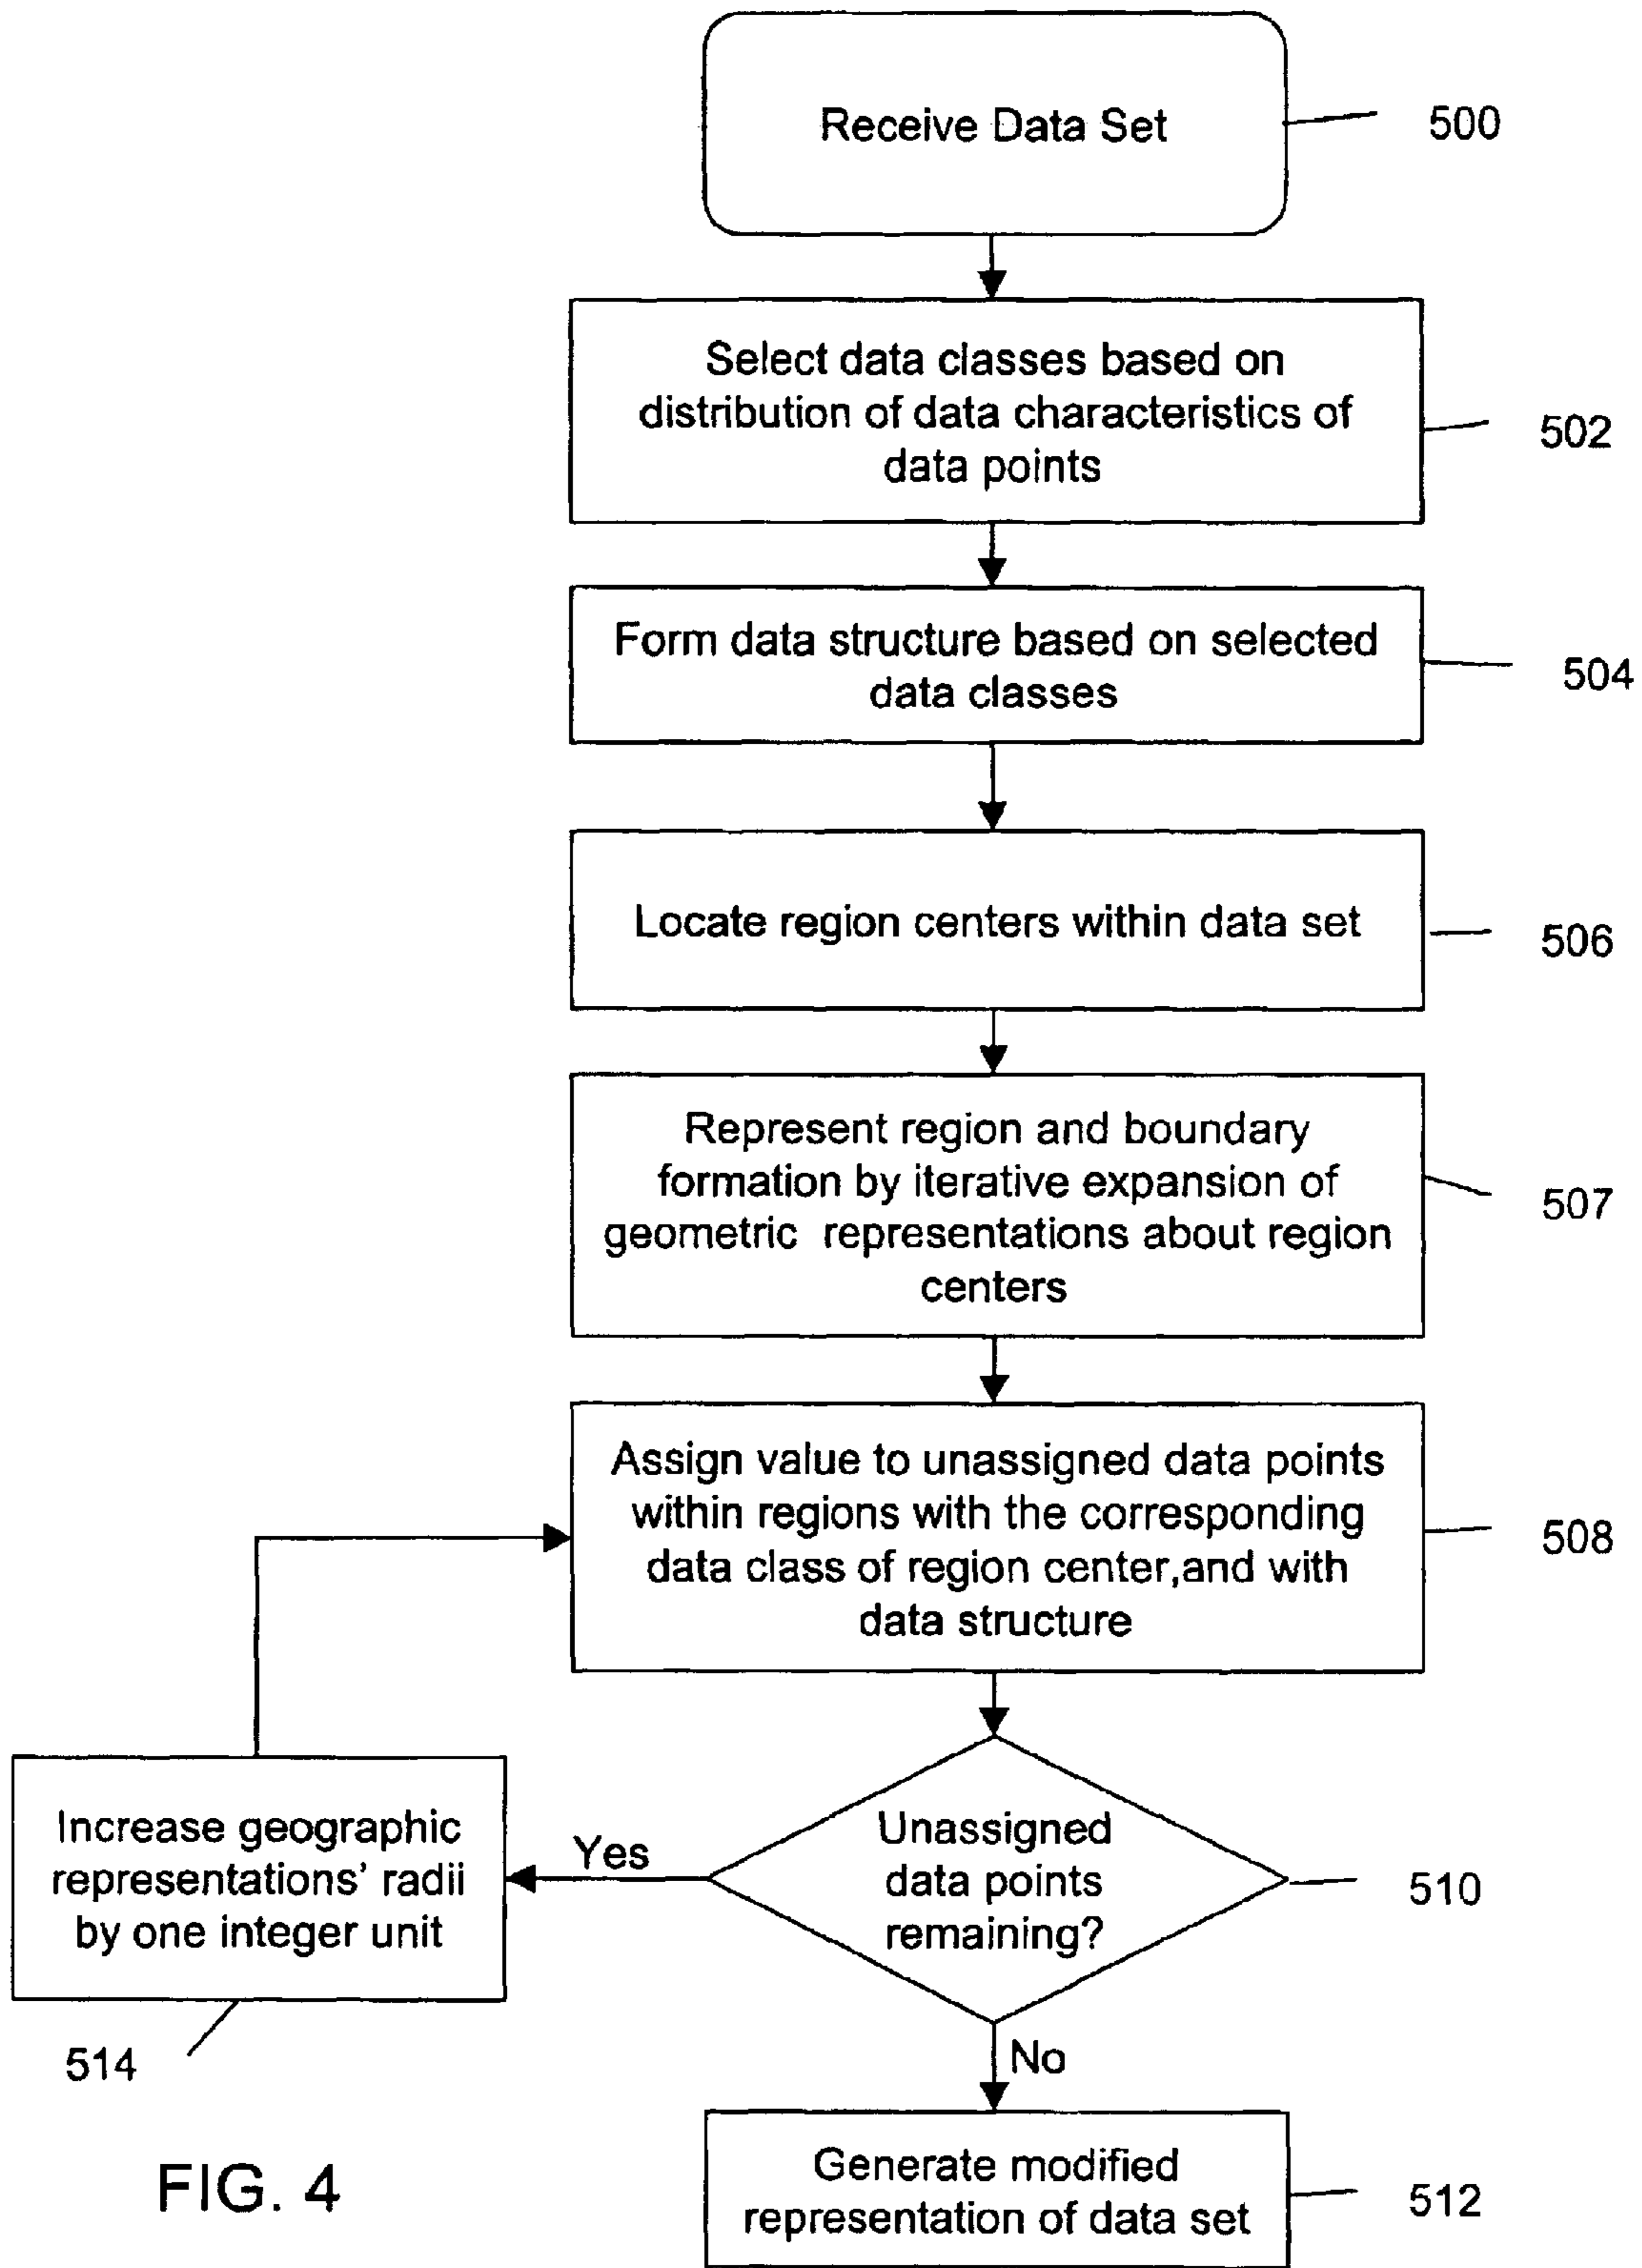 Receive Data Set
500
Select data classes based on
distribution of data characteristics of
data points
502
Form data structure based on selected
data classes
504
Locate region centers within data set
506
Represent region and boundary
formation by iterative expansion of
geometric representations about region
centers
507
Assign value to unassigned data points
within regions with the corresponding
data class of region center,and with
data structure
508
Increase geographic
representations' radii
by one integer unit
514
Yes
Unassigned
data points
remaining?
510
No
Generate modified
representation of data set
512
FIG. 4